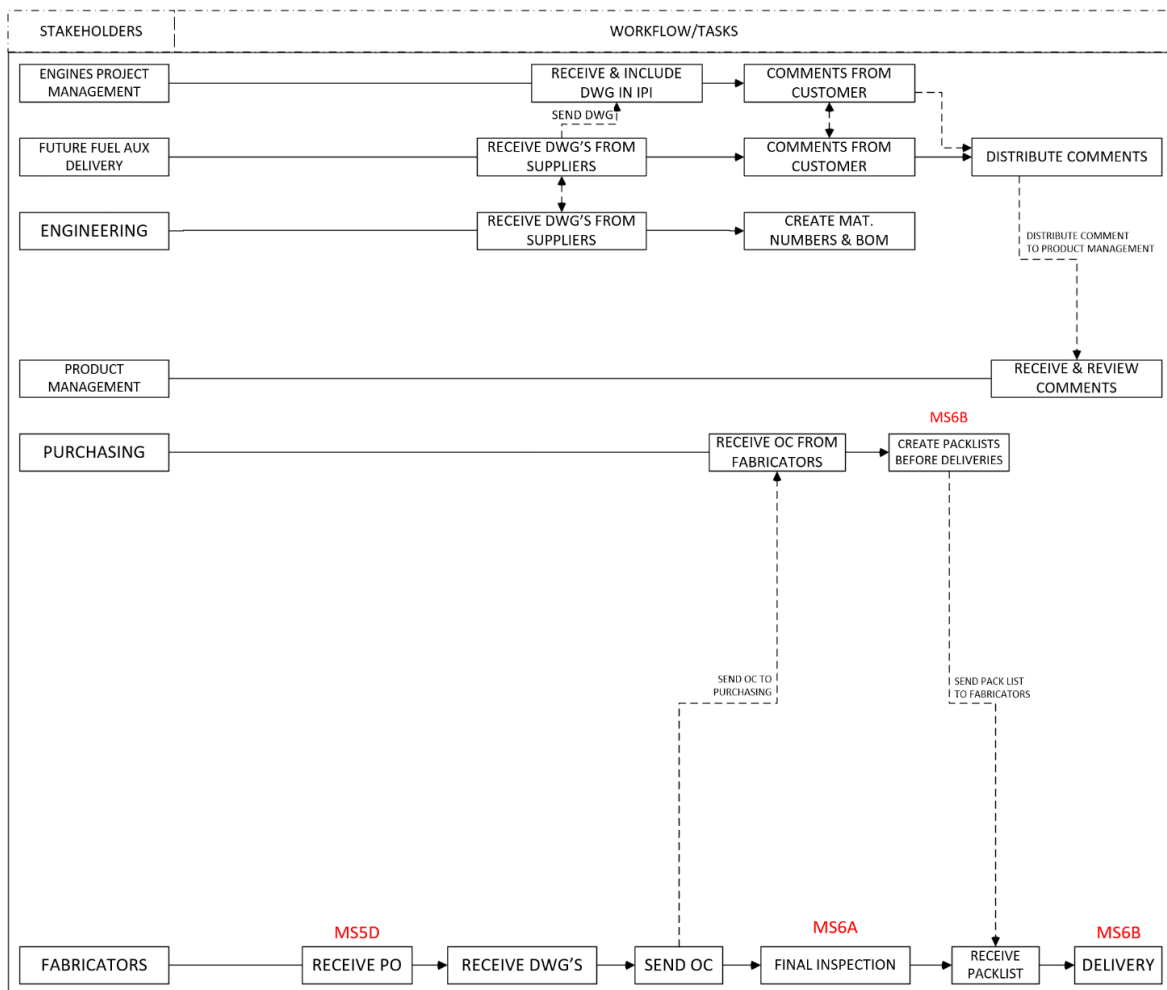 STAKEHOLDERS
WORKFLOW/TASKS
ENGINES PROJECT
MANAGEMENT
RECEIVE & INCLUDE
DWG IN IPI
COMMENTS FROM
CUSTOMER
SEND DWG
FUTURE FUEL AUX
DELIVERY
RECEIVE DWG'S FROM
SUPPLIERS
COMMENTS FROM
CUSTOMER
DISTRIBUTE COMMENTS
ENGINEERING
RECEIVE DWG'S FROM
SUPPLIERS
CREATE MAT.
NUMBERS & BOM
DISTRIBUTE COMMENT
TO PRODUCT MANAGEMENT
PRODUCT
MANAGEMENT
RECEIVE & REVIEW
COMMENTS
MS6B
PURCHASING
RECEIVE OC FROM
FABRICATORS
CREATE PACKLISTS
BEFORE DELIVERIES
SEND OC TO
PURCHASING
SEND PACK LIST
TO FABRICATORS
MS5D
MS6A
MS6B
FABRICATORS
RECEIVE PO
RECEIVE DWG'S
SEND OC
FINAL INSPECTION
RECEIVE
PACKLIST
DELIVERY